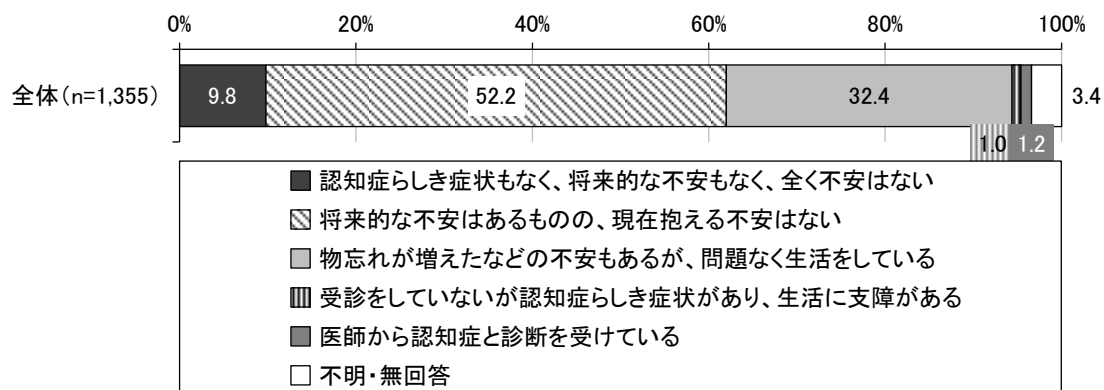 0% 20% 40% 60% 80% 100%
全体(n=1,355) 9.8 52.2 32.4 3.4
1.0 1.2
認知症らしき症状もなく、将来的な不安もなく、全く不安はない
将来的な不安はあるものの、現在抱える不安はない
物忘れが増えたなどの不安もあるが、問題なく生活をしている
受診をしていないが認知症らしき症状があり、生活に支障がある
医師から認知症と診断を受けている
不明・無回答